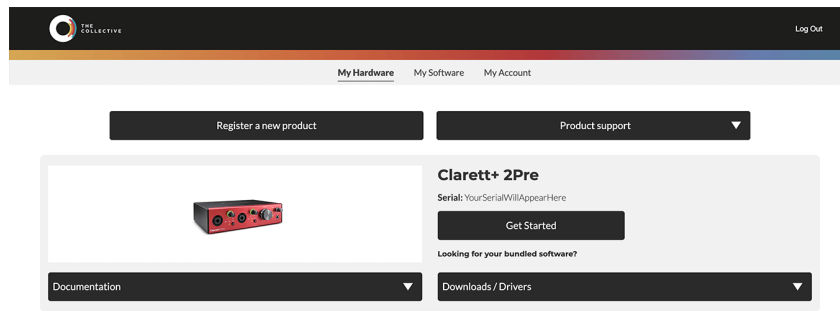 THE
COLLECTIVE
Log Out
My Hardware My Software My Account
Register a new product
Product support
Clarett+ 2Pre
Serial: YourSerialWillAppearHere
Get Started
Looking for your bundled software?
Documentation
Downloads / Drivers